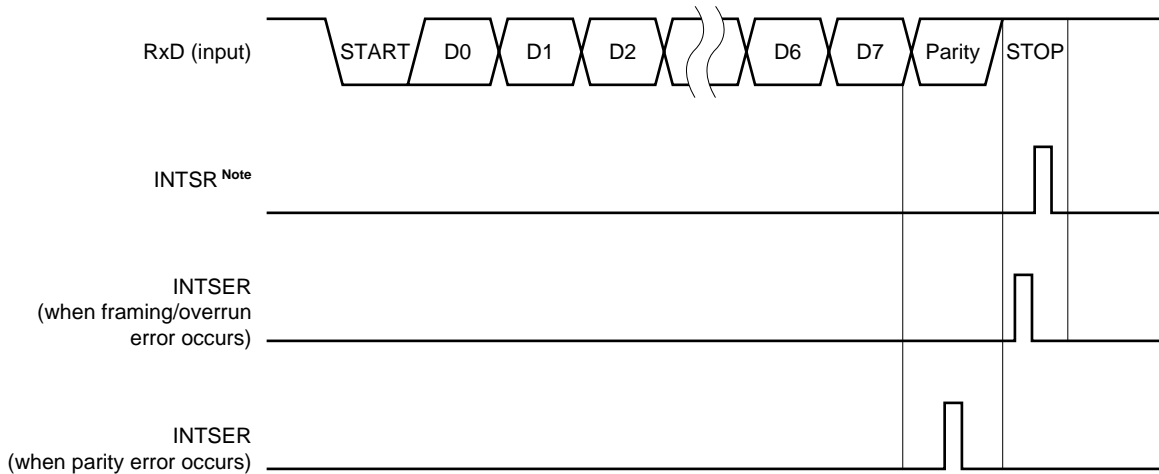 RxD (input)
START D0 D1 D2 D6 D7 Parity STOP
INTSR Note
INTSER
(when framing/overrun
error occurs)
INTSER
(when parity error occurs)